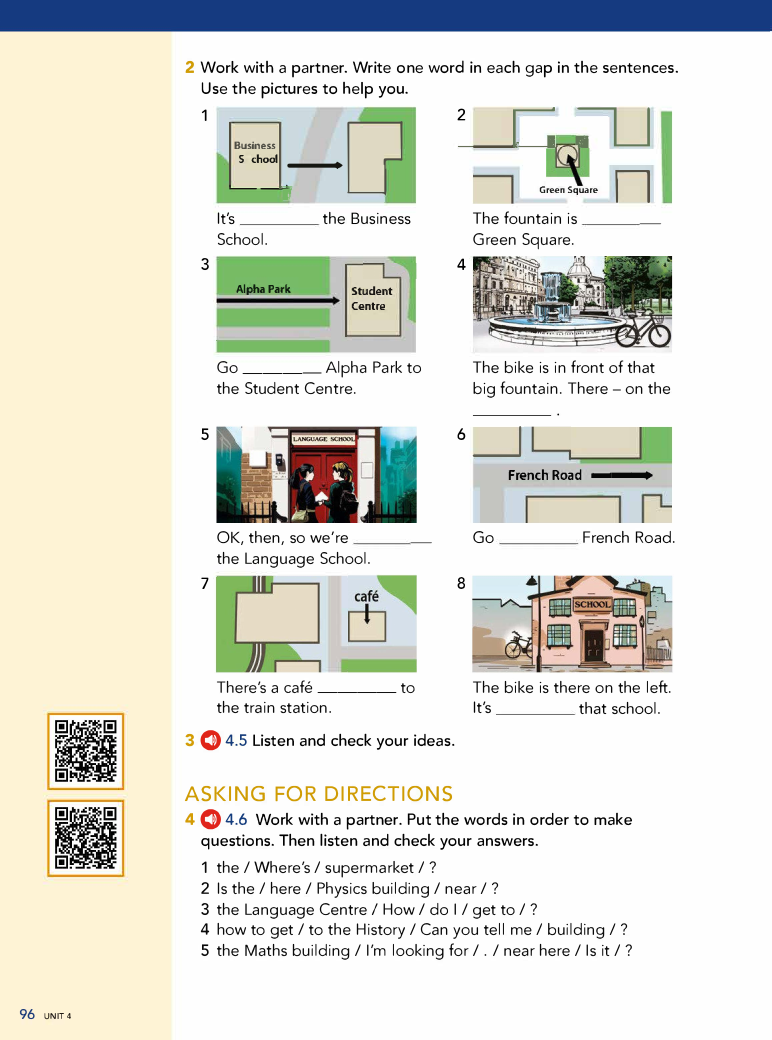 2 Work with a partner. Write one word in each gap in the sentences.
Use the pictures to help you.
1
Business
S chool
It's __________ the Business
School.
2
Green Square
The fountain is __________
Green Square.
3
Alpha Park
Student
Centre
Go __________ Alpha Park to
the Student Centre.
4
The bike is in front of that
big fountain. There – on the
__________ .
5
LANGUAGE SCHOOL
OK, then, so we're __________
the Language School.
6
French Road
Go __________ French Road.
7
café
There's a café __________ to
the train station.
8
SCHOOL
The bike is there on the left.
It's __________ that school.
3 4.5 Listen and check your ideas.
ASKING FOR DIRECTIONS
4 4.6 Work with a partner. Put the words in order to make
questions. Then listen and check your answers.
1 the / Where's / supermarket / ?
2 Is the / here / Physics building / near / ?
3 the Language Centre / How / do I / get to / ?
4 how to get / to the History / Can you tell me / building / ?
5 the Maths building / I'm looking for / . / near here / Is it / ?
96 UNIT 4